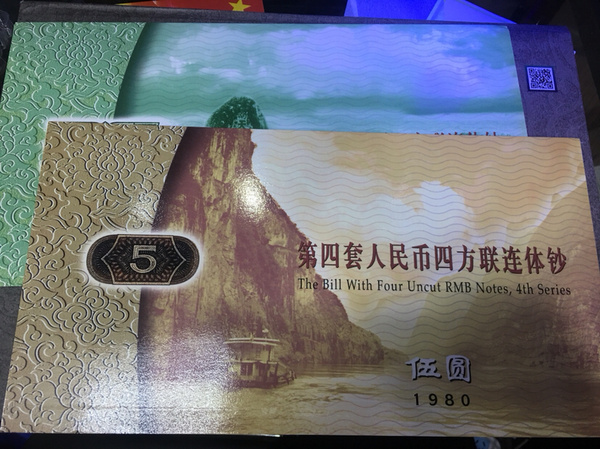 5
第四套人民币四方联连体钞
The Bill With Four Uncut RMB Notes, 4th Series
伍圆
1980